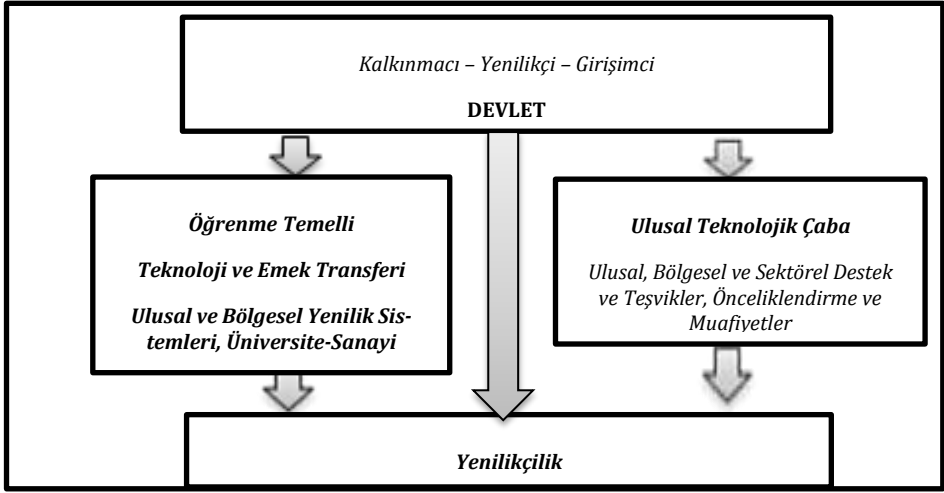 Kalkınmacı – Yenilikçi – Girişimci
DEVLET
Öğrenme Temelli
Teknoloji ve Emek Transferi
Ulusal ve Bölgesel Yenilik Sis-
temleri, Üniversite-Sanayi
Ulusal Teknolojik Çaba
Ulusal, Bölgesel ve Sektörel Destek
ve Teşvikler, Önceliklendirme ve
Muafiyetler
Yenilikçilik